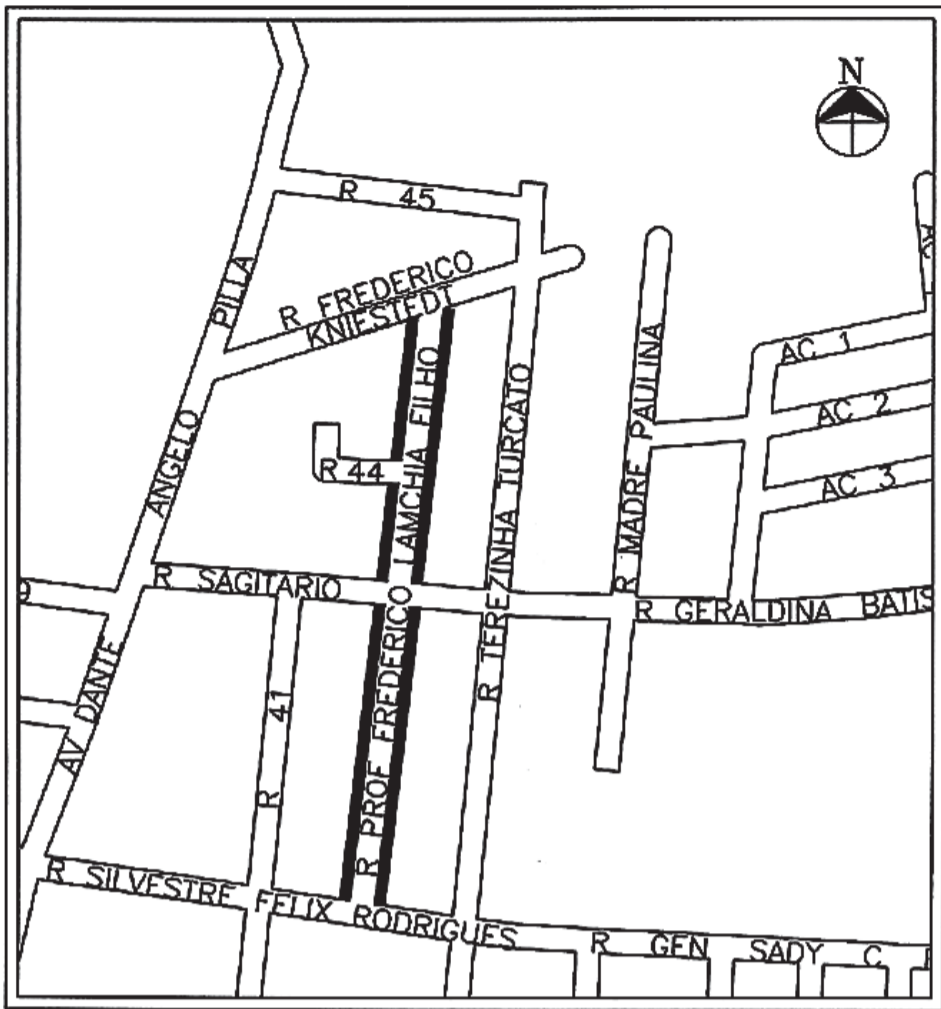 N
R 45
R FREDERICO
KNIESTEDT
AV DANTE ANGELO PILLA
R PROF FREDERICO LAMCHIA FILHO
R TEREZINHA TURCATO
R MADRE PAULINA
AC 1
AC 2
AC 3
R 44
R SAGITARIO
R GERALDINA BATIS
9
R 41
R SILVESTRE FELIX RODRIGUES
R GEN SADY C